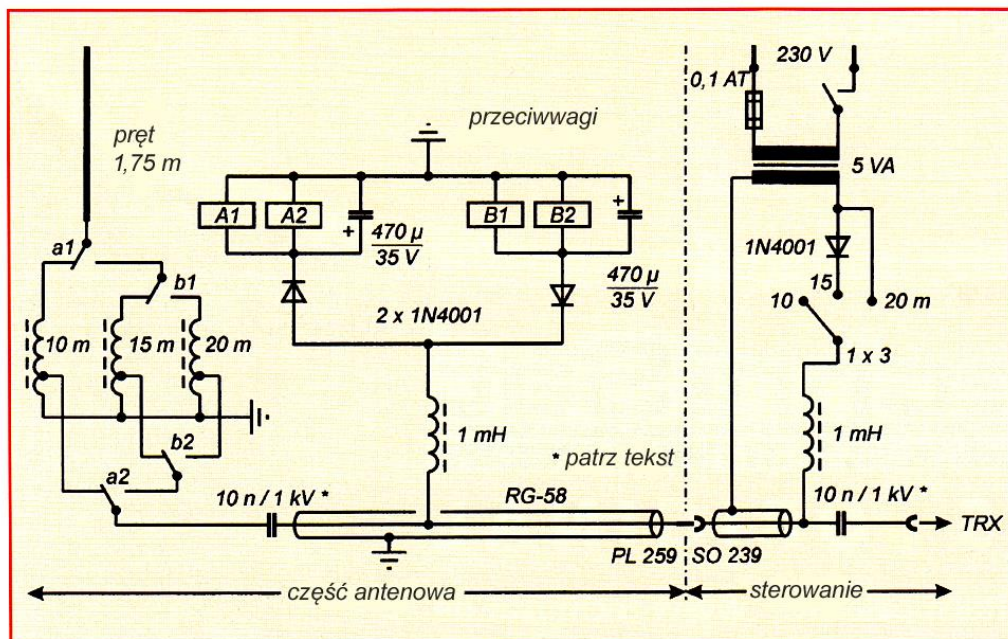 230 V
0,1 AT
przeciwwagi
pręt
1,75 m
5 VA
A1
A2
B1
B2
+
+
a1
470 µ
35 V
1N4001
b1
470 µ
35 V
15
10
20 m
2 x 1N4001
10 m
15 m
20 m
1 x 3
1 mH
1 mH
b2
* patrz tekst
a2
10 n / 1 kV *
RG-58
10 n / 1 kV *
TRX
PL 259
SO 239
część antenowa
sterowanie